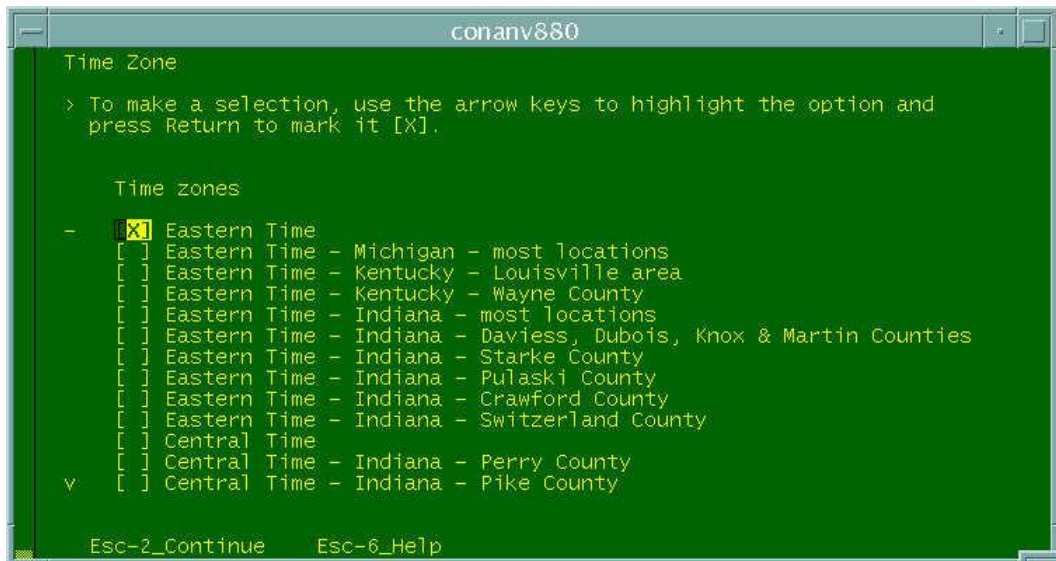 conanv880
Time Zone
> To make a selection, use the arrow keys to highlight the option and
press Return to mark it [X].
Time zones
- [X] Eastern Time
[ ] Eastern Time - Michigan - most locations
[ ] Eastern Time - Kentucky - Louisville area
[ ] Eastern Time - Kentucky - Wayne County
[ ] Eastern Time - Indiana - most locations
[ ] Eastern Time - Indiana - Daviess, Dubois, Knox & Martin Counties
[ ] Eastern Time - Indiana - Starke County
[ ] Eastern Time - Indiana - Pulaski County
[ ] Eastern Time - Indiana - Crawford County
[ ] Eastern Time - Indiana - Switzerland County
[ ] Central Time
[ ] Central Time - Indiana - Perry County
v [ ] Central Time - Indiana - Pike County
Esc-2_Continue Esc-6_Help